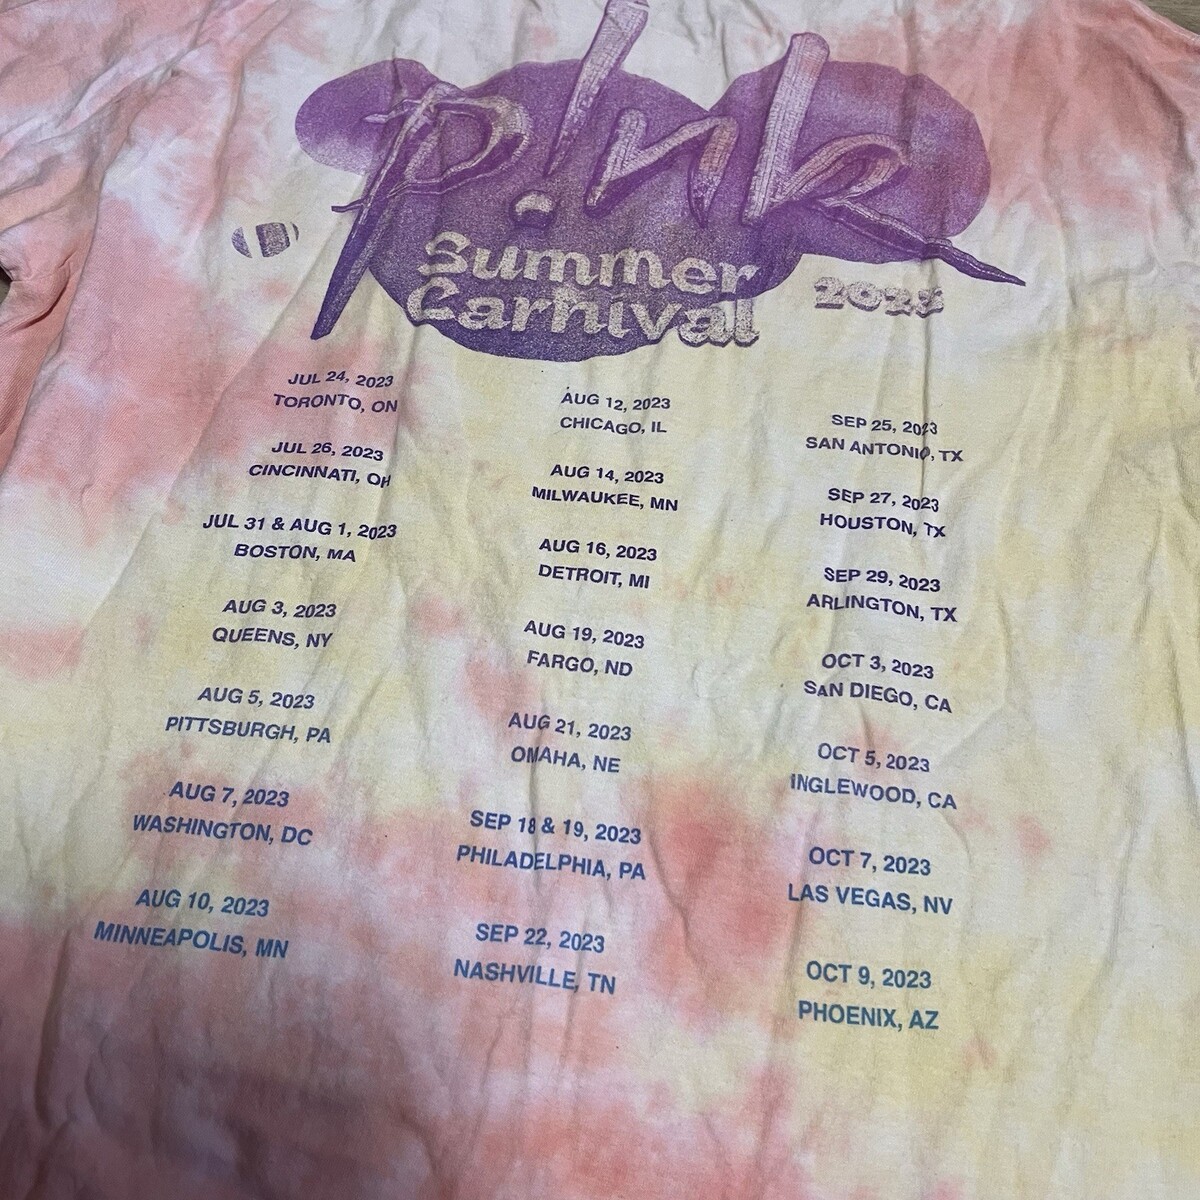 p!nk
Summer
Carnival
2023
JUL 24, 2023
TORONTO, ON
JUL 26, 2023
CINCINNATI, OH
JUL 31 & AUG 1, 2023
BOSTON, MA
AUG 3, 2023
QUEENS, NY
AUG 5, 2023
PITTSBURGH, PA
AUG 7, 2023
WASHINGTON, DC
AUG 10, 2023
MINNEAPOLIS, MN
AUG 12, 2023
CHICAGO, IL
AUG 14, 2023
MILWAUKEE, MN
AUG 16, 2023
DETROIT, MI
AUG 19, 2023
FARGO, ND
AUG 21, 2023
OMAHA, NE
SEP 18 & 19, 2023
PHILADELPHIA, PA
SEP 22, 2023
NASHVILLE, TN
SEP 25, 2023
SAN ANTONIO, TX
SEP 27, 2023
HOUSTON, TX
SEP 29, 2023
ARLINGTON, TX
OCT 3, 2023
SAN DIEGO, CA
OCT 5, 2023
INGLEWOOD, CA
OCT 7, 2023
LAS VEGAS, NV
OCT 9, 2023
PHOENIX, AZ